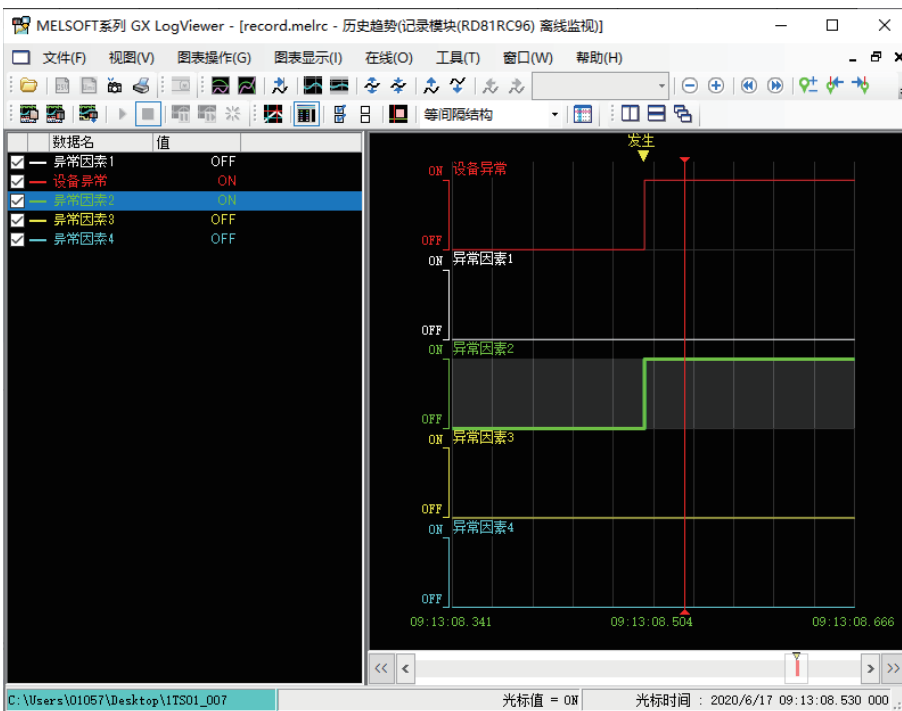 MELSOFT系列 GX LogViewer - [record.melrc - 历史趋势(记录模块(RD81RC96) 离线监视)]
文件(F) 视图(V) 图表操作(G) 图表显示(I) 在线(O) 工具(T) 窗口(W) 帮助(H)
等间隔结构
数据名 值
异常因素1 OFF
设备异常 ON
异常因素2 ON
异常因素3 OFF
异常因素4 OFF
发生
ON 设备异常
OFF
ON 异常因素1
OFF
ON 异常因素2
OFF
ON 异常因素3
OFF
ON 异常因素4
OFF
09:13:08.341 09:13:08.504 09:13:08.666
C:\Users\01057\Desktop\1TS01_007 光标值 = ON 光标时间 : 2020/6/17 09:13:08.530 000